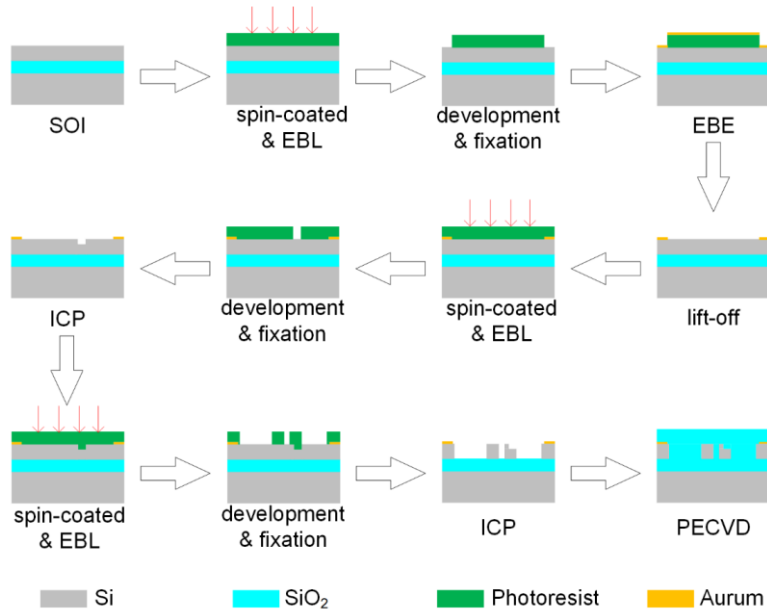 SOI
spin-coated
& EBL
development
& fixation
EBE
ICP
development
& fixation
spin-coated
& EBL
lift-off
spin-coated
& EBL
development
& fixation
ICP
PECVD
Si
SiO₂
Photoresist
Aurum